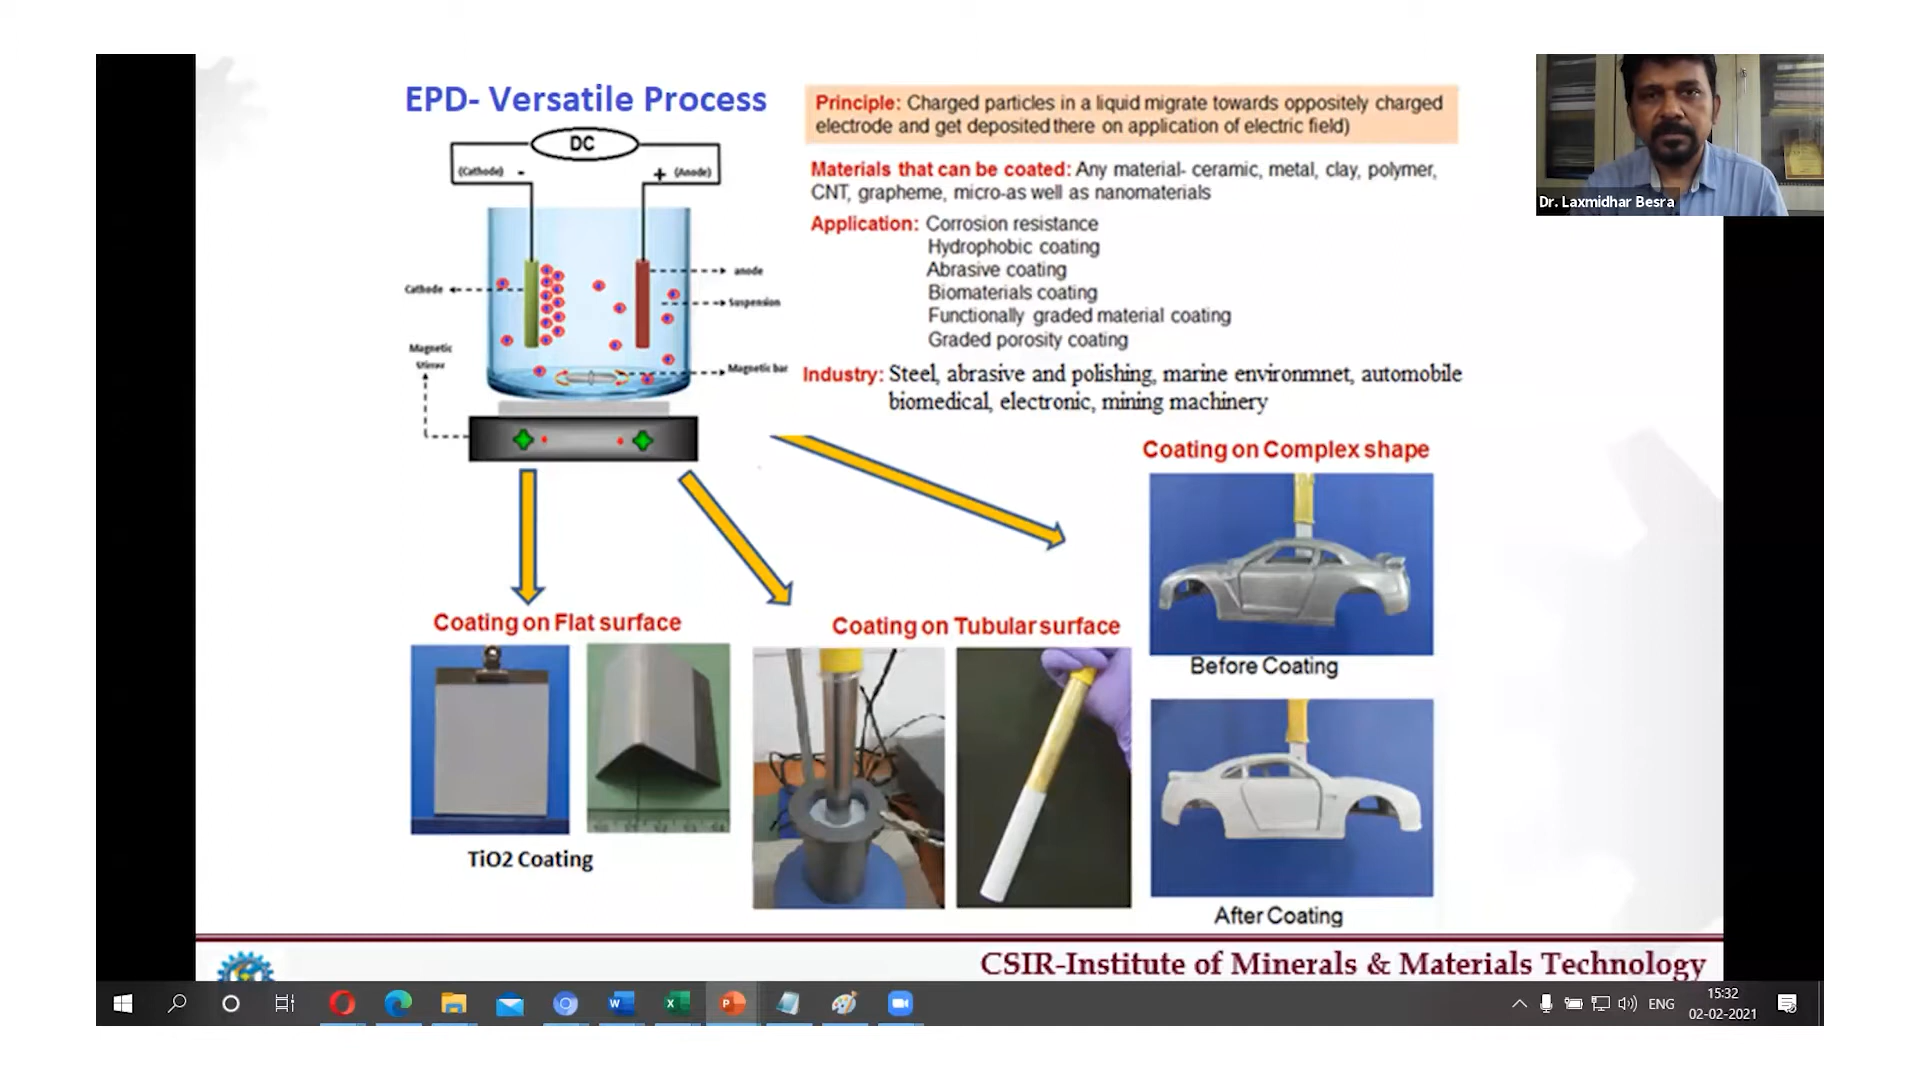 EPD- Versatile Process
DC
(Cathode) -
+ (Anode)
Cathode
anode
Suspension
Magnetic
Magnetic bar
Principle: Charged particles in a liquid migrate towards oppositely charged
electrode and get deposited there on application of electric field)
Materials that can be coated: Any material- ceramic, metal, clay, polymer,
CNT, grapheme, micro-as well as nanomaterials
Application: Corrosion resistance
Hydrophobic coating
Abrasive coating
Biomaterials coating
Functionally graded material coating
Graded porosity coating
Industry: Steel, abrasive and polishing, marine environmnet, automobile
biomedical, electronic, mining machinery
Dr. Laxmidhar Besra
Coating on Complex shape
Before Coating
After Coating
Coating on Flat surface
TiO2 Coating
Coating on Tubular surface
CSIR-Institute of Minerals & Materials Technology
ENG
15:32
02-02-2021